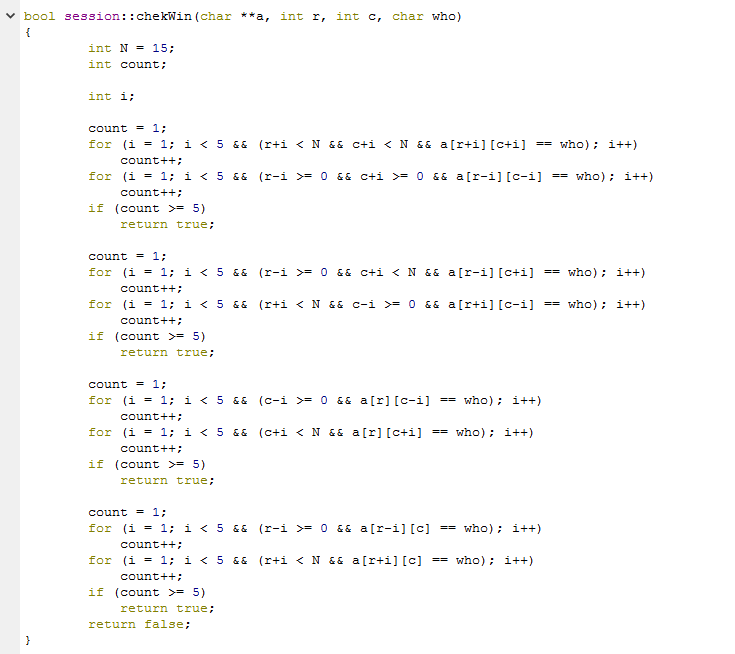 bool session::chekWin(char **a, int r, int c, char who)
{
int N = 15;
int count;
int i;
count = 1;
for (i = 1; i < 5 && (r+i < N && c+i < N && a[r+i][c+i] == who); i++)
count++;
for (i = 1; i < 5 && (r-i >= 0 && c+i >= 0 && a[r-i][c-i] == who); i++)
count++;
if (count >= 5)
return true;
count = 1;
for (i = 1; i < 5 && (r-i >= 0 && c+i < N && a[r-i][c+i] == who); i++)
count++;
for (i = 1; i < 5 && (r+i < N && c-i >= 0 && a[r+i][c-i] == who); i++)
count++;
if (count >= 5)
return true;
count = 1;
for (i = 1; i < 5 && (c-i >= 0 && a[r][c-i] == who); i++)
count++;
for (i = 1; i < 5 && (c+i < N && a[r][c+i] == who); i++)
count++;
if (count >= 5)
return true;
count = 1;
for (i = 1; i < 5 && (r-i >= 0 && a[r-i][c] == who); i++)
count++;
for (i = 1; i < 5 && (r+i < N && a[r+i][c] == who); i++)
count++;
if (count >= 5)
return true;
return false;
}